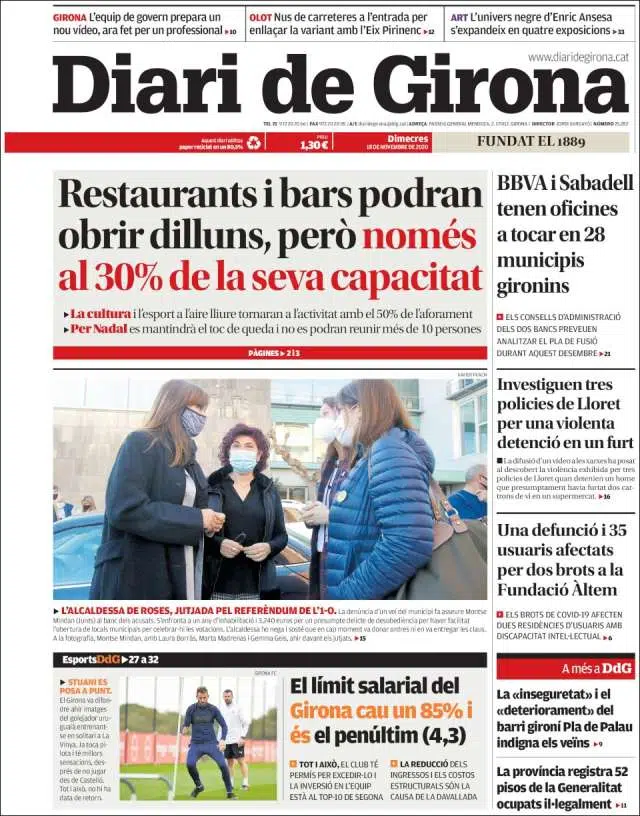 GIRONA L'equip de govern prepara un
nou vídeo, ara fet per un professional ▸10
OLOT Nus de carreteres a l'entrada per
enllaçar la variant amb l'Eix Pirinenc ▸12
ART L'univers negre d'Enric Ansesa
s'expandeix en quatre exposicions ▸33
www.diaridegirona.cat
Diari de Girona
Aquest diari utilitza
paper reciclat en un 80,5%
PREU
1,30 €
Dimecres
18 DE NOVEMBRE DE 2020
FUNDAT EL 1889
Restaurants i bars podran
obrir dilluns, però només
al 30% de la seva capacitat
▸La cultura i l'esport a l'aire lliure tornaran a l'activitat amb el 50% de l'aforament
▸Per Nadal es mantindrà el toc de queda i no es podran reunir més de 10 persones
PÀGINES ▸ 2 i 3
BBVA i Sabadell
tenen oficines
a tocar en 28
municipis
gironins
ELS CONSELLS D'ADMINISTRACIÓ
DELS DOS BANCS PREVEUEN
ANALITZAR EL PLA DE FUSIÓ
DURANT AQUEST DESEMBRE ▸21
Investiguen tres
policies de Lloret
per una violenta
detenció en un furt
La difusió d'un vídeo a les xarxes ha posat
al descobert la violència exhibida per tres
policies de Lloret quan detenien un home
que presumptament havia furtat dos car-
trons de vi en un supermercat. ▸16
Una defunció i 35
usuaris afectats
per dos brots a la
Fundació Àltem
ELS BROTS DE COVID-19 AFECTEN
DUES RESIDÈNCIES D'USUARIS AMB
DISCAPACITAT INTEL·LECTUAL ▸6
▸ L'ALCALDESSA DE ROSES, JUTJADA PEL REFERÈNDUM DE L'1-O. La denúncia d'un veí del municipi fa asseure Montse
Mindan (Junts) al banc dels acusats. S'enfronta a un any d'inhabilitació i 3.240 euros per un presumpte delicte de desobediència per haver facilitat
l'obertura de locals municipals per celebrar-hi les votacions. L'alcaldessa ho nega i sosté que en cap moment va donar ordres ni en va entregar les claus.
A la fotografia, Montse Mindan, amb Laura Borràs, Marta Madrenas i Gemma Geis, ahir davant els jutjats. ▸15
Esports DdG ▸ 27 a 32
GIRONA FC
▸ STUANI ES
POSA A PUNT.
El Girona va difon-
dre ahir imatges
del golejador uru-
guaià entrenant-se
en solitari a La
Vinya. Ja toca pi-
lota i té millors
sensacions, des-
prés de no jugar
des de Castelló.
Tot i això, no hi ha
data de retorn.
El límit salarial del
Girona cau un 85% i
és el penúltim (4,3)
TOT I AIXÒ, EL CLUB TÉ
PERMÍS PER EXCEDIR-LO I
LA INVERSIÓ EN L'EQUIP
ESTÀ AL TOP-10 DE SEGONA
LA REDUCCIÓ DELS
INGRESSOS I ELS COSTOS
ESTRUCTURALS SÓN LA
CAUSA DE LA DAVALLADA
A més a DdG
La «inseguretat» i el
«deteriorament» del
barri gironí Pla de Palau
indigna els veïns ▸9
La província registra 52
pisos de la Generalitat
ocupats il·legalment ▸11